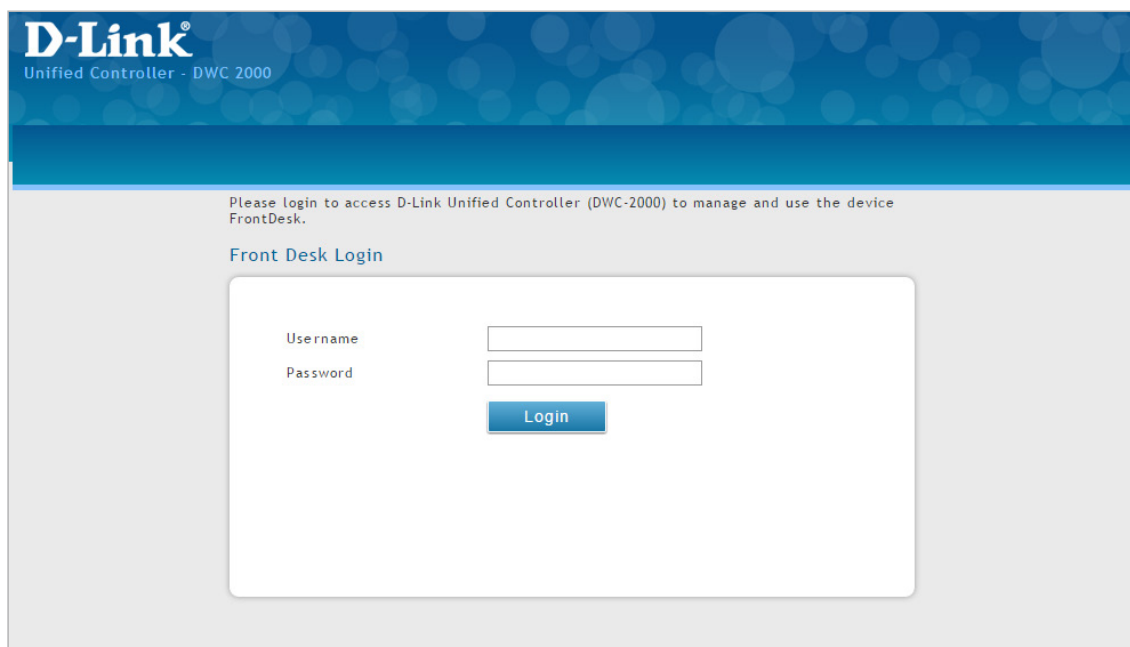 D-Link®
Unified Controller - DWC 2000
Please login to access D-Link Unified Controller (DWC-2000) to manage and use the device
FrontDesk.
Front Desk Login
Username
Password
Login